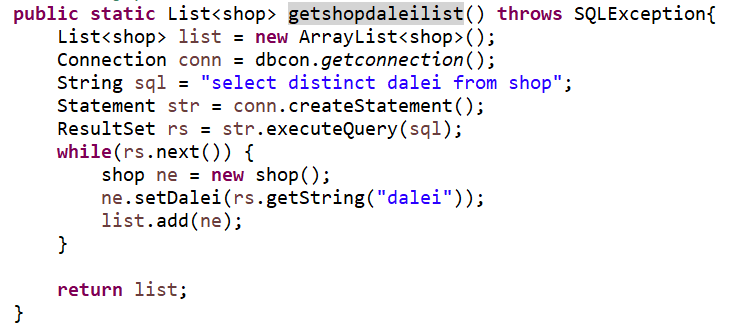 public static List<shop> getshopdaleilist() throws SQLException{
    List<shop> list = new ArrayList<shop>();
    Connection conn = dbcon.getconnection();
    String sql = "select distinct dalei from shop";
    Statement str = conn.createStatement();
    ResultSet rs = str.executeQuery(sql);
    while(rs.next()) {
        shop ne = new shop();
        ne.setDalei(rs.getString("dalei"));
        list.add(ne);
    }

    return list;
}